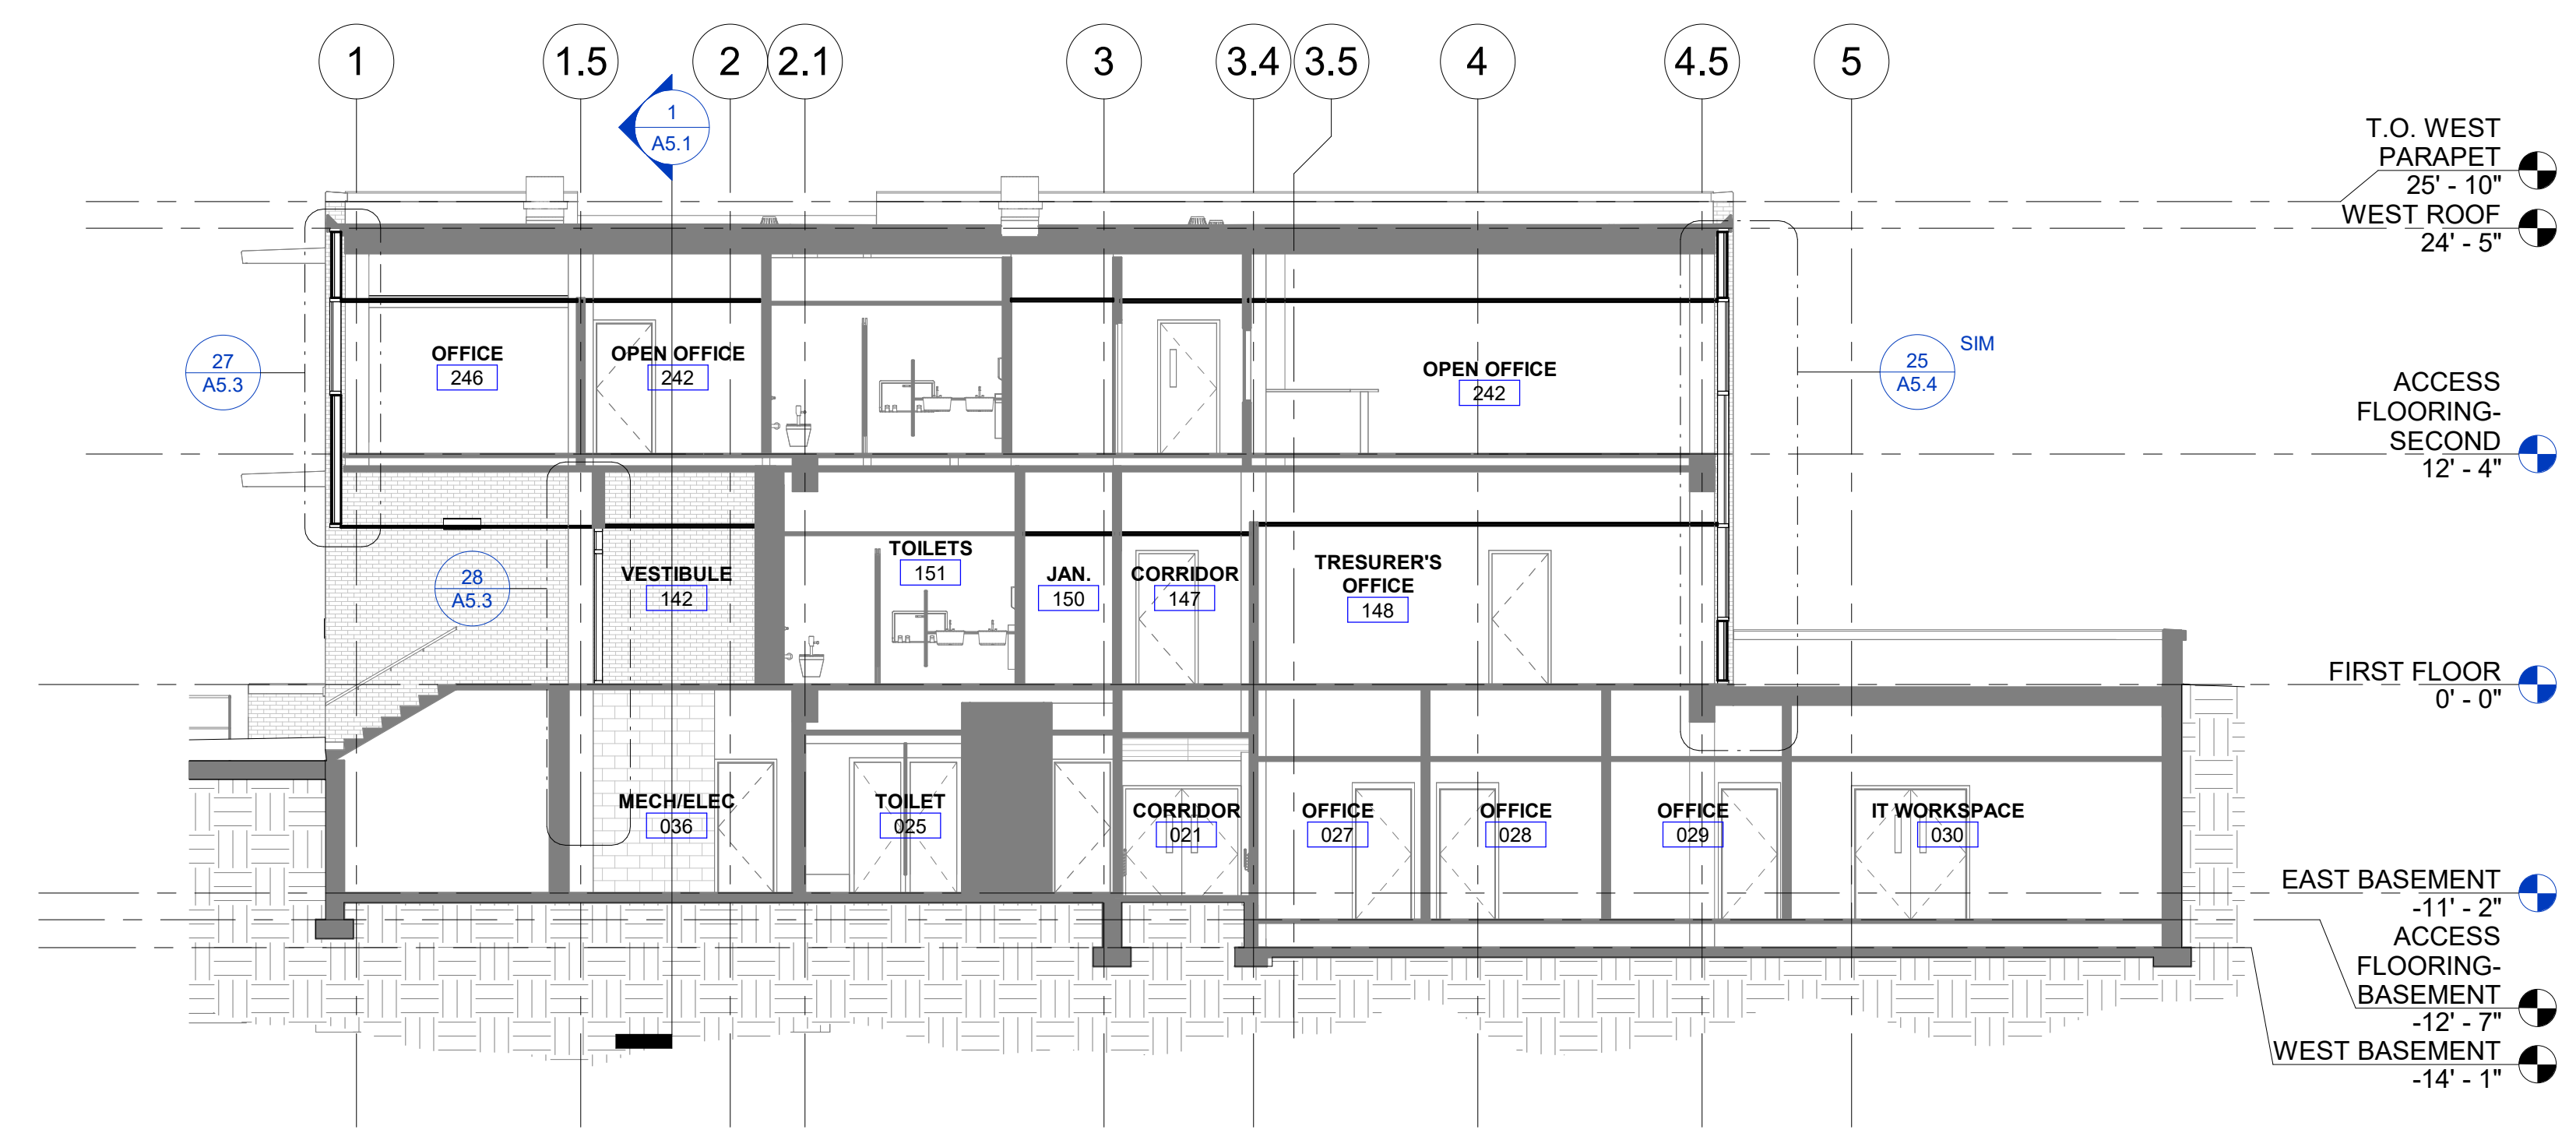 1
1.5
2
2.1
3
3.4
3.5
4
4.5
5
1
A5.1
T.O. WEST
PARAPET
25' - 10"
WEST ROOF
24' - 5"
27
A5.3
OFFICE
246
OPEN OFFICE
242
OPEN OFFICE
242
25
A5.4
SIM
ACCESS
FLOORING-
SECOND
12' - 4"
28
A5.3
VESTIBULE
142
TOILETS
151
JAN.
150
CORRIDOR
147
TRESURER'S
OFFICE
148
FIRST FLOOR
0' - 0"
MECH/ELEC
036
TOILET
025
CORRIDOR
021
OFFICE
027
OFFICE
028
OFFICE
029
IT WORKSPACE
030
EAST BASEMENT
-11' - 2"
ACCESS
FLOORING-
BASEMENT
-12' - 7"
WEST BASEMENT
-14' - 1"